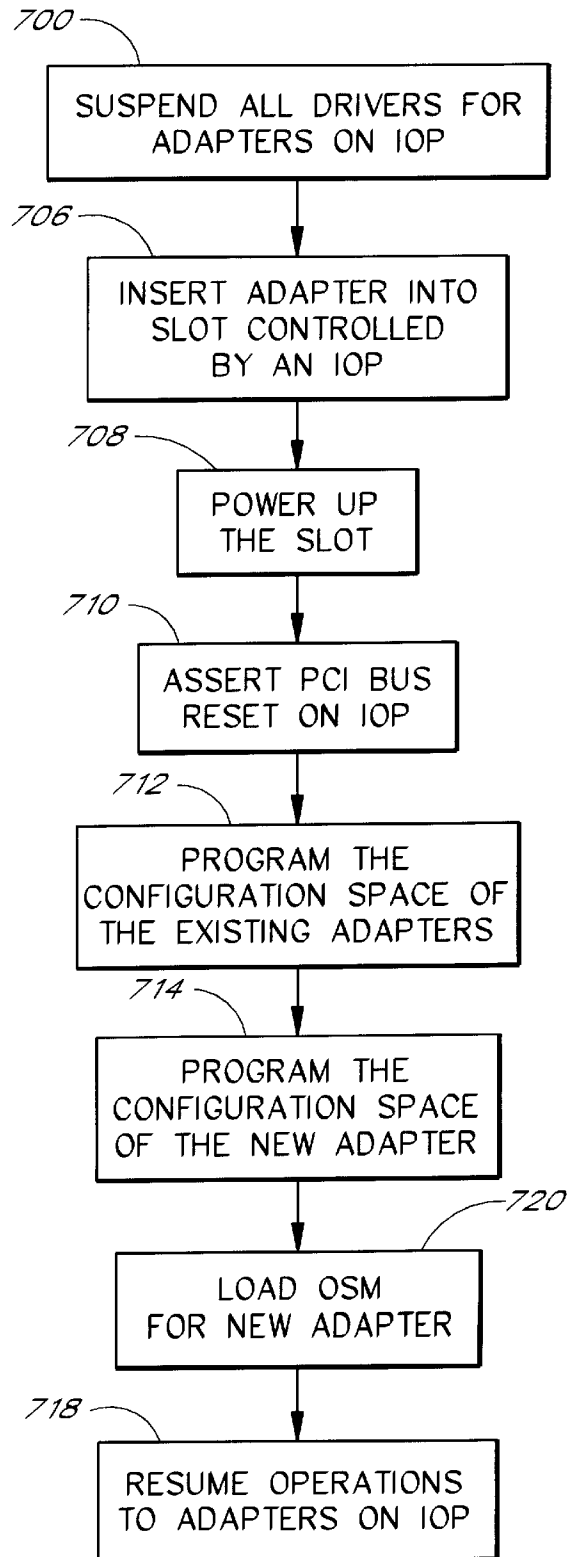 700
SUSPEND ALL DRIVERS FOR
ADAPTERS ON IOP
706
INSERT ADAPTER INTO
SLOT CONTROLLED
BY AN IOP
708
POWER UP
THE SLOT
710
ASSERT PCI BUS
RESET ON IOP
712
PROGRAM THE
CONFIGURATION SPACE OF
THE EXISTING ADAPTERS
714
PROGRAM THE
CONFIGURATION SPACE
OF THE NEW ADAPTER
720
LOAD OSM
FOR NEW ADAPTER
718
RESUME OPERATIONS
TO ADAPTERS ON IOP